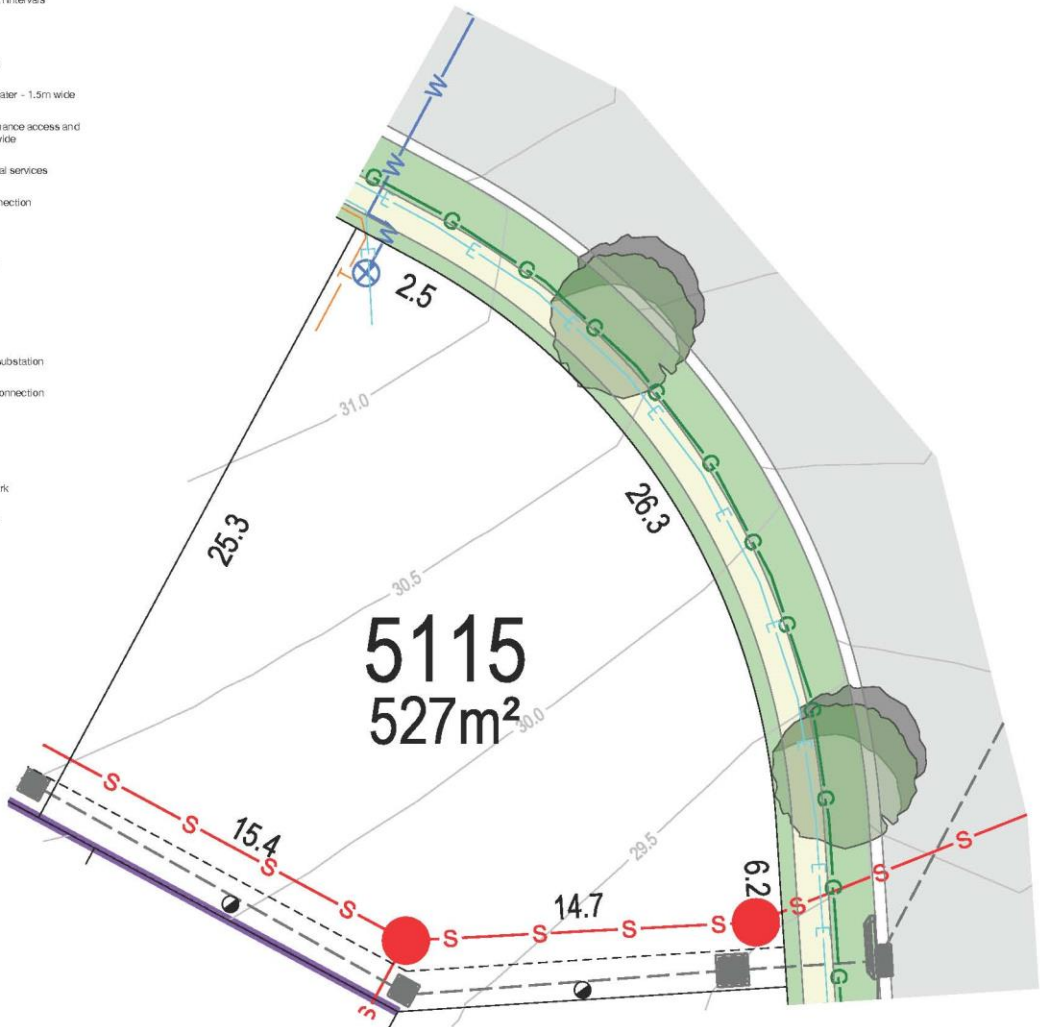 ater - 1.5m wide
ance access and
vide
al services
nection
ubstation
onnection
rk
W
W
W
G
E
G
E
T
2.5
G
31.0
E
G
G
E
25.3
26.3
G
E
G
30.5
E
G
5115
527m²
30.0
G
E
S
S
15.4
S
S
29.5
G
E
6.2
S
S
14.7
S
S
S
S
S
G
E
E
G
S